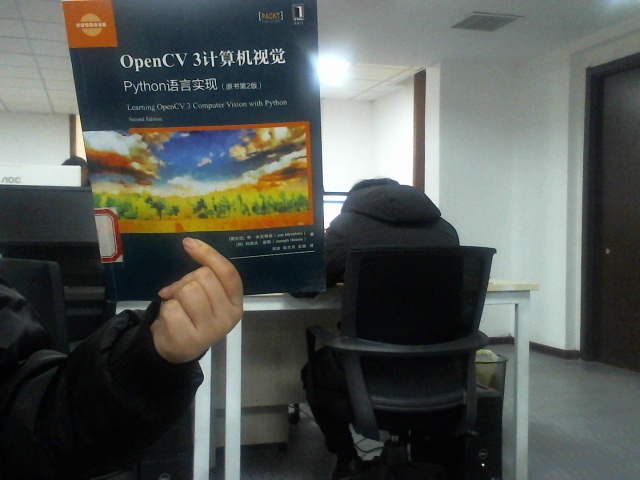 [PACKT]
OpenCV 3计算机视觉
Python语言实现（原书第2版）
Learning OpenCV 3 Computer Vision with Python
Second Edition
AOC